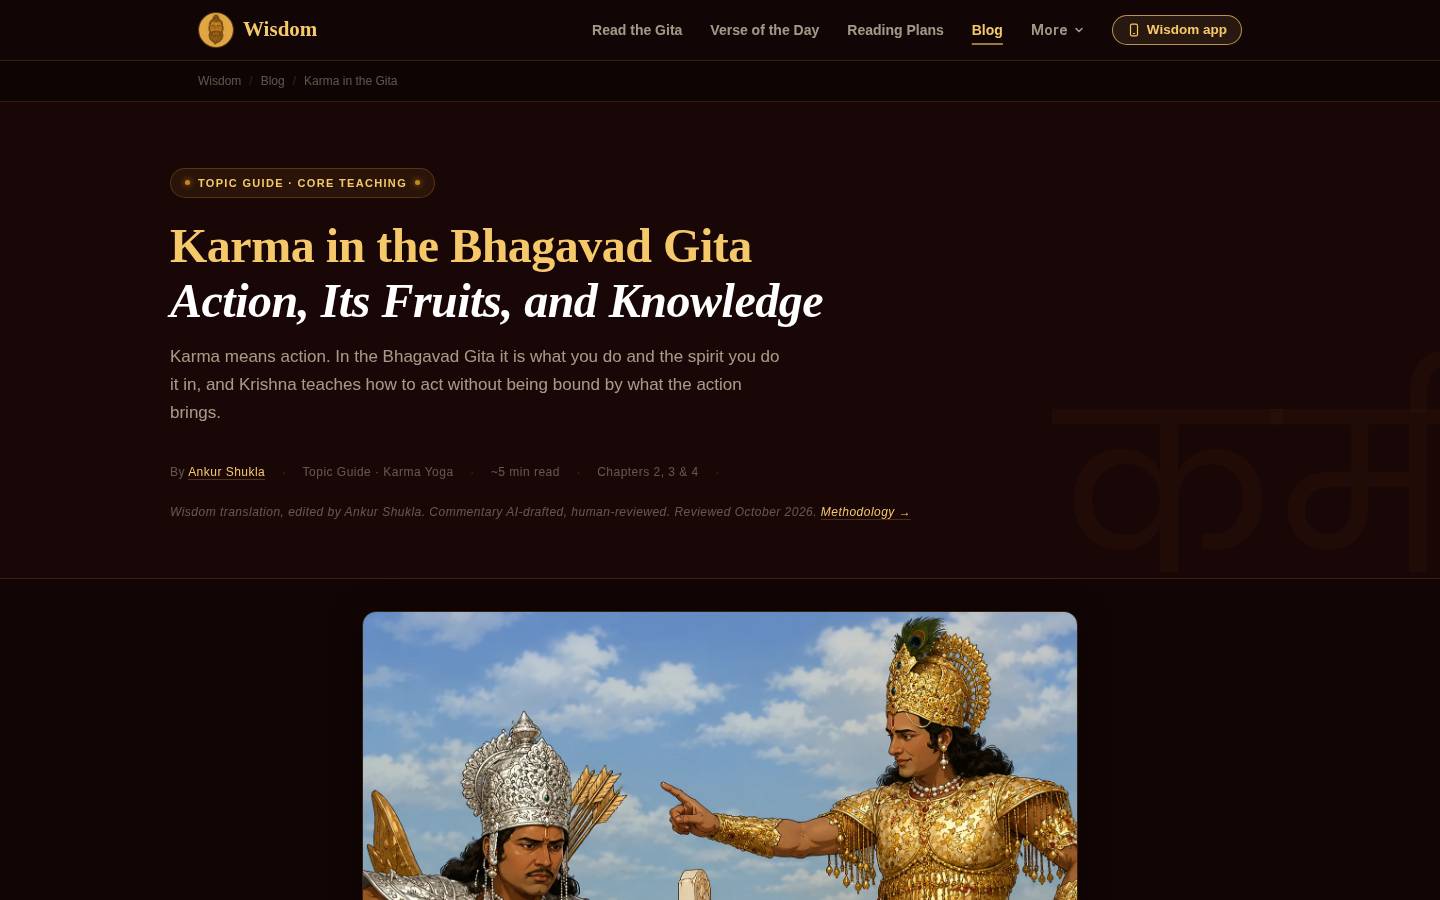 Wisdom
Read the Gita
Verse of the Day
Reading Plans
Blog
More
Wisdom app
Wisdom / Blog / Karma in the Gita
TOPIC GUIDE · CORE TEACHING
Karma in the Bhagavad Gita
Action, Its Fruits, and Knowledge
Karma means action. In the Bhagavad Gita it is what you do and the spirit you do
it in, and Krishna teaches how to act without being bound by what the action
brings.
By Ankur Shukla · Topic Guide · Karma Yoga · ~5 min read · Chapters 2, 3 & 4 ·
Wisdom translation, edited by Ankur Shukla. Commentary AI-drafted, human-reviewed. Reviewed October 2026. Methodology →
कर्म